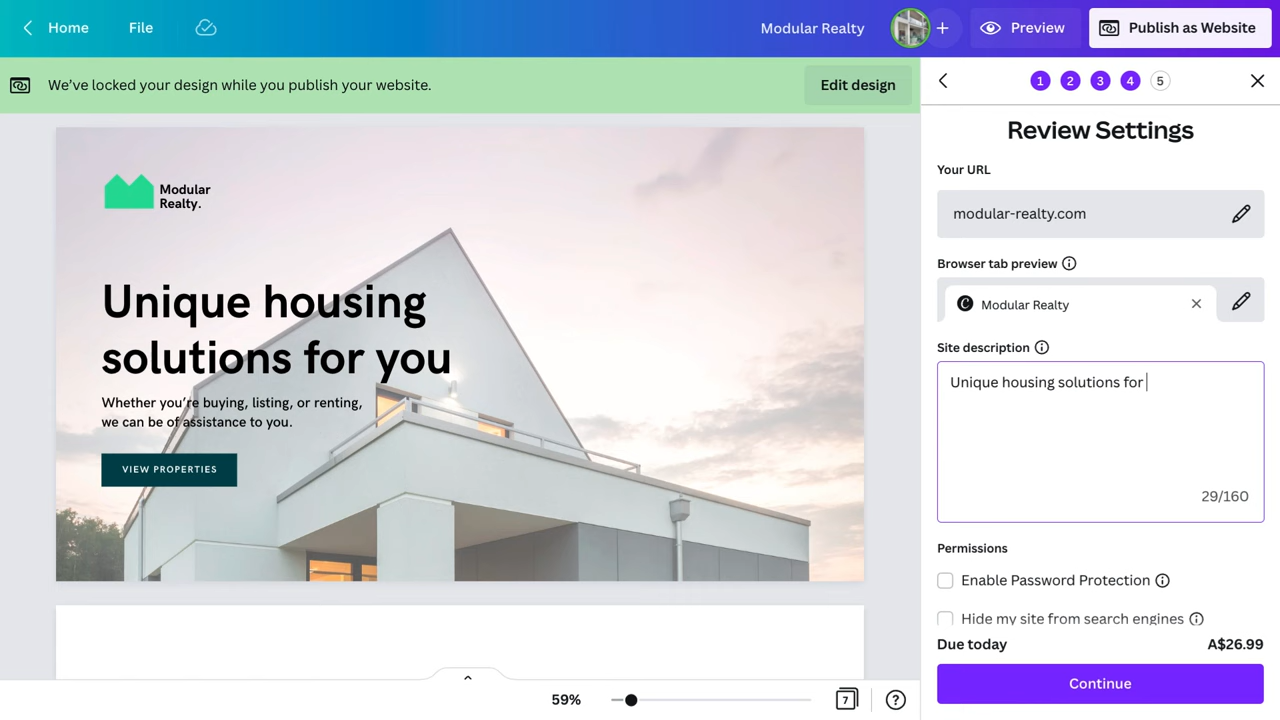 Home
File
Modular Realty
+
Preview
Publish as Website
We’ve locked your design while you publish your website.
Edit design
Modular
Realty.
Unique housing
solutions for you
Whether you’re buying, listing, or renting,
we can be of assistance to you.
VIEW PROPERTIES
59%
7
?
1 2 3 4 5
Review Settings
Your URL
modular-realty.com
Browser tab preview
Modular Realty
Site description
Unique housing solutions for
29/160
Permissions
Enable Password Protection
Hide my site from search engines
Due today
A$26.99
Continue